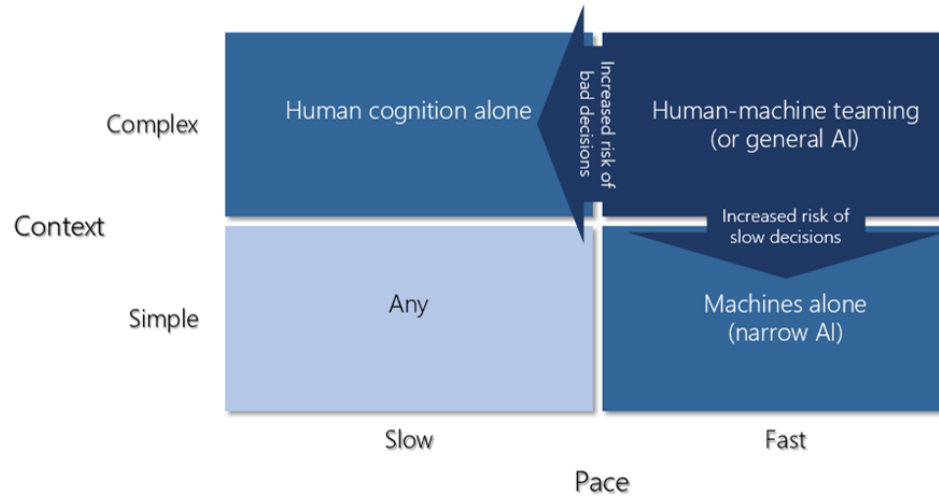 Complex
Human cognition alone
Increased risk of
bad decisions
Human-machine teaming
(or general AI)
Context
Increased risk of
slow decisions
Simple
Any
Machines alone
(narrow AI)
Slow
Fast
Pace